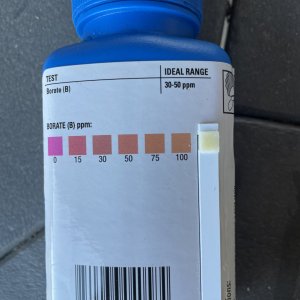 TEST
IDEAL RANGE
Borate (B)
30-50 ppm
BORATE (B) ppm:
0 15 30 50 75 100